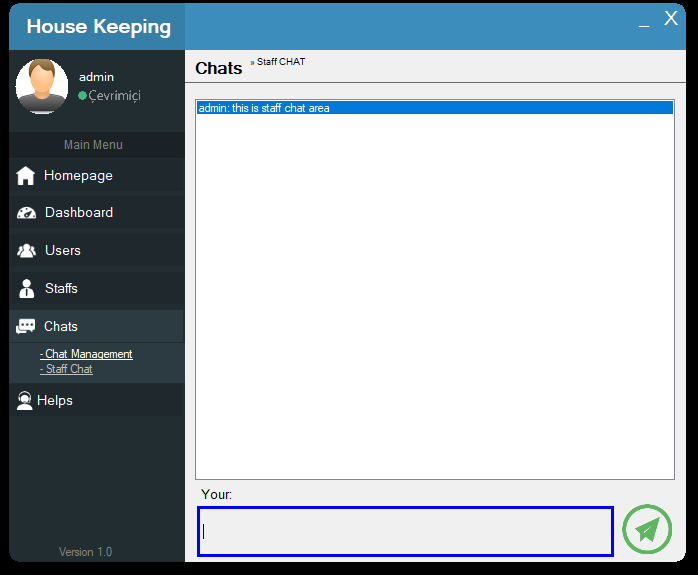 House Keeping
_ X
admin
Çevrimiçi
Main Menu
Homepage
Dashboard
Users
Staffs
Chats
- Chat Management
- Staff Chat
Helps
Version 1.0
Chats » Staff CHAT
admin: this is staff chat area
Your: